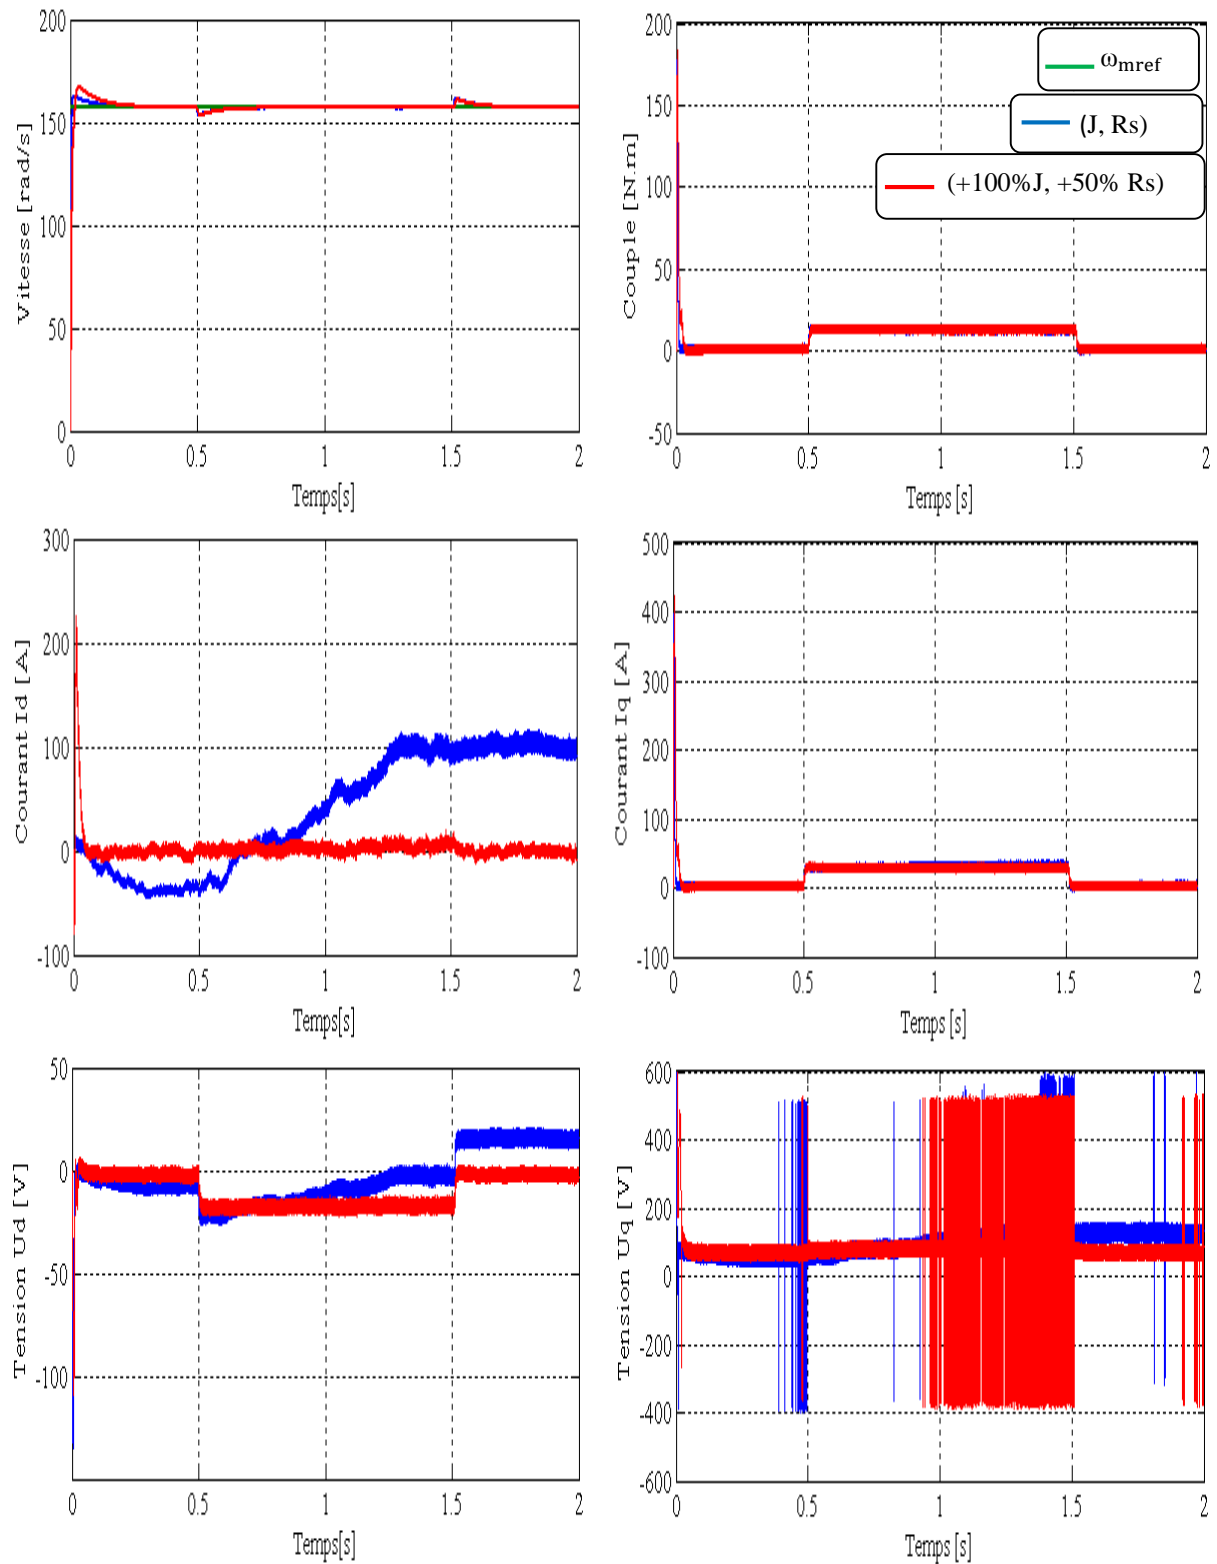 200
150
100
50
0
0 0.5 1 1.5 2
Vitesse [rad/s]
Temps[s]
200
150
100
50
0
-50
0 0.5 1 1.5 2
Couple [N.m]
Temps [s]
ωmref
(J, Rs)
(+100%J, +50% Rs)
300
200
100
0
-100
0 0.5 1 1.5 2
Courant Id [A]
Temps[s]
500
400
300
200
100
0
-100
0 0.5 1 1.5 2
Courant Iq [A]
Temps [s]
50
0
-50
-100
0 0.5 1 1.5 2
Tension Ud [V]
Temps[s]
600
400
200
0
-200
-400
-600
0 0.5 1 1.5 2
Tension Uq [V]
Temps [s]